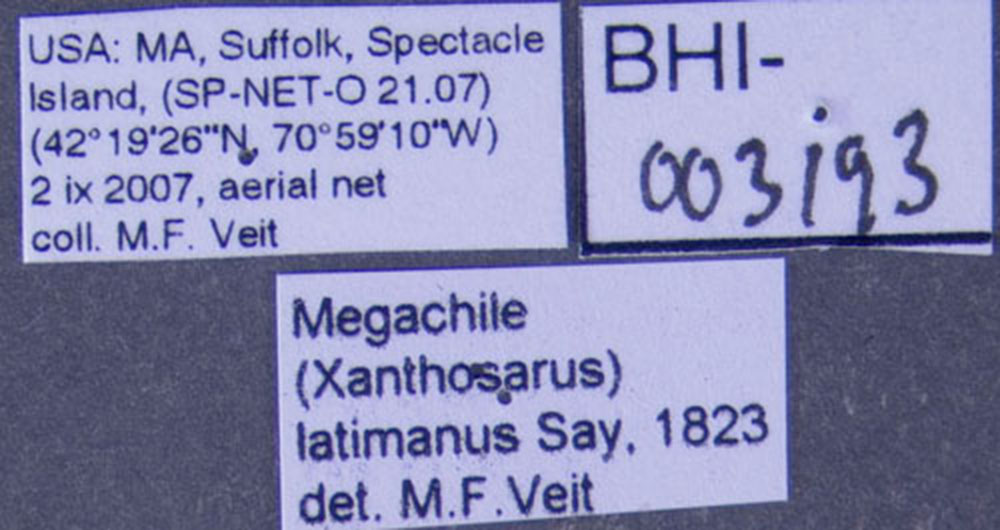 USA: MA, Suffolk, Spectacle
Island, (SP-NET-O 21.07)
(42°19'26"N, 70°59'10"W)
2 ix 2007, aerial net
coll. M.F. Veit
BHI-
003193
Megachile
(Xanthosarus)
latimanus Say, 1823
det. M.F.Veit